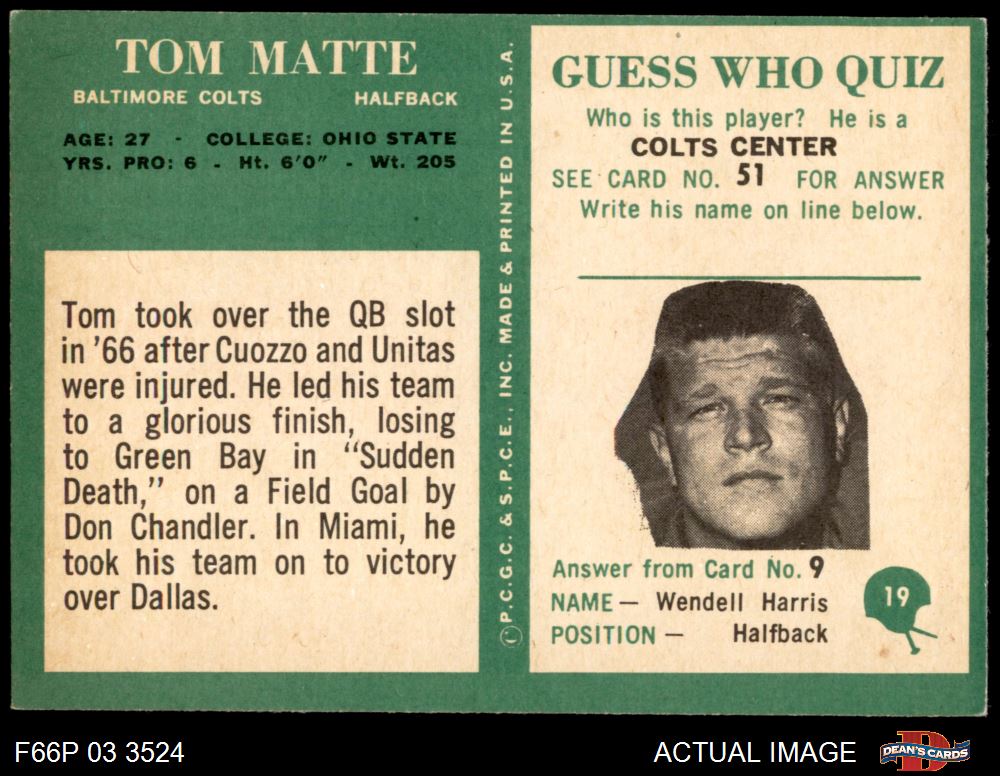 TOM MATTE
BALTIMORE COLTS HALFBACK
AGE: 27 - COLLEGE: OHIO STATE
YRS. PRO: 6 - Ht. 6'0" - Wt. 205
Tom took over the QB slot
in '66 after Cuozzo and Unitas
were injured. He led his team
to a glorious finish, losing
to Green Bay in “Sudden
Death,” on a Field Goal by
Don Chandler. In Miami, he
took his team on to victory
over Dallas.
©P.C.G.C. & S.P.C.E., INC. MADE & PRINTED IN U.S.A.
GUESS WHO QUIZ
Who is this player? He is a
COLTS CENTER
SEE CARD NO. 51 FOR ANSWER
Write his name on line below.
Answer from Card No. 9
NAME — Wendell Harris
POSITION — Halfback
19
F66P 03 3524
ACTUAL IMAGE
D
DEAN'S CARDS